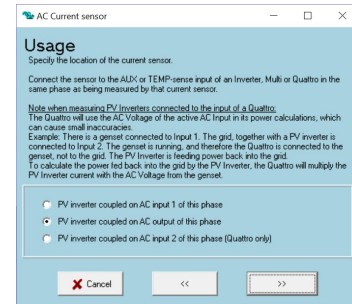 AC Current sensor
Usage
Specify the location of the current sensor.
Connect the sensor to the AUX or TEMP-sense input of an Inverter, Multi or Quattro in the
same phase as being measured by that current sensor.
Note when measuring PV Inverters connected to the input of a Quattro:
The Quattro will use the AC Voltage of the active AC Input in its power calculations, which
can cause small inaccuracies.
Example: There is a genset connected to Input 1. The grid, together with a PV inverter is
connected to Input 2. The genset is running, and therefore the Quattro is connected to the
genset, not to the grid. The PV Inverter is feeding power back into the grid.
To calculate the power fed back into the grid by the PV Inverter, the Quattro will multiply the
PV Inverter current with the AC Voltage from the genset.
PV inverter coupled on AC input 1 of this phase
PV inverter coupled on AC output of this phase
PV inverter coupled on AC input 2 of this phase (Quattro only)
Cancel
<<
>>